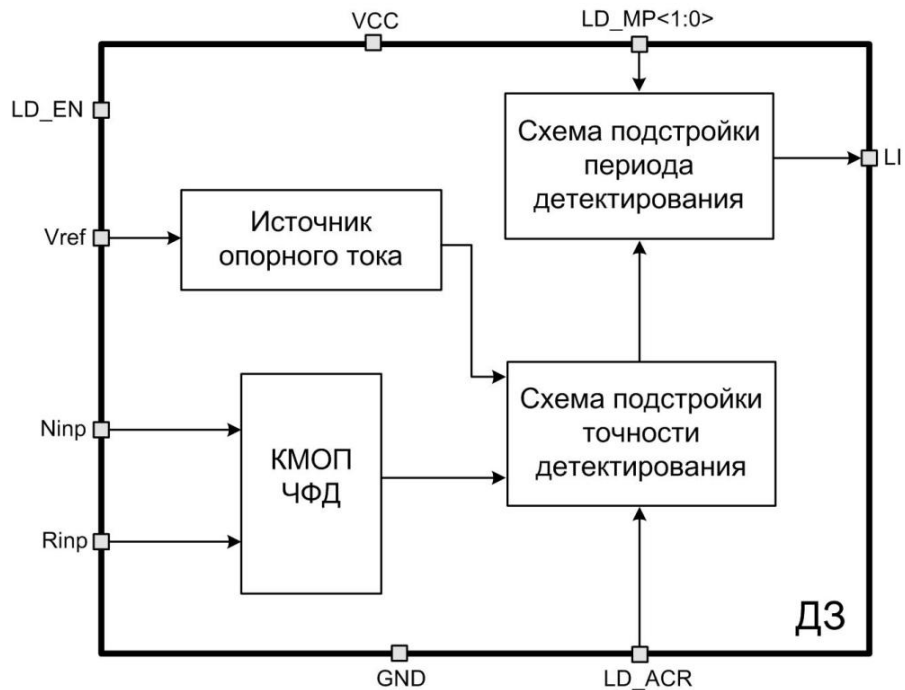 VCC
LD_MP<1:0>
LD_EN
Схема подстройки
периода
детектирования
LI
Vref
Источник
опорного тока
Ninp
КМОП
ЧФД
Схема подстройки
точности
детектирования
Rinp
ДЗ
GND
LD_ACR